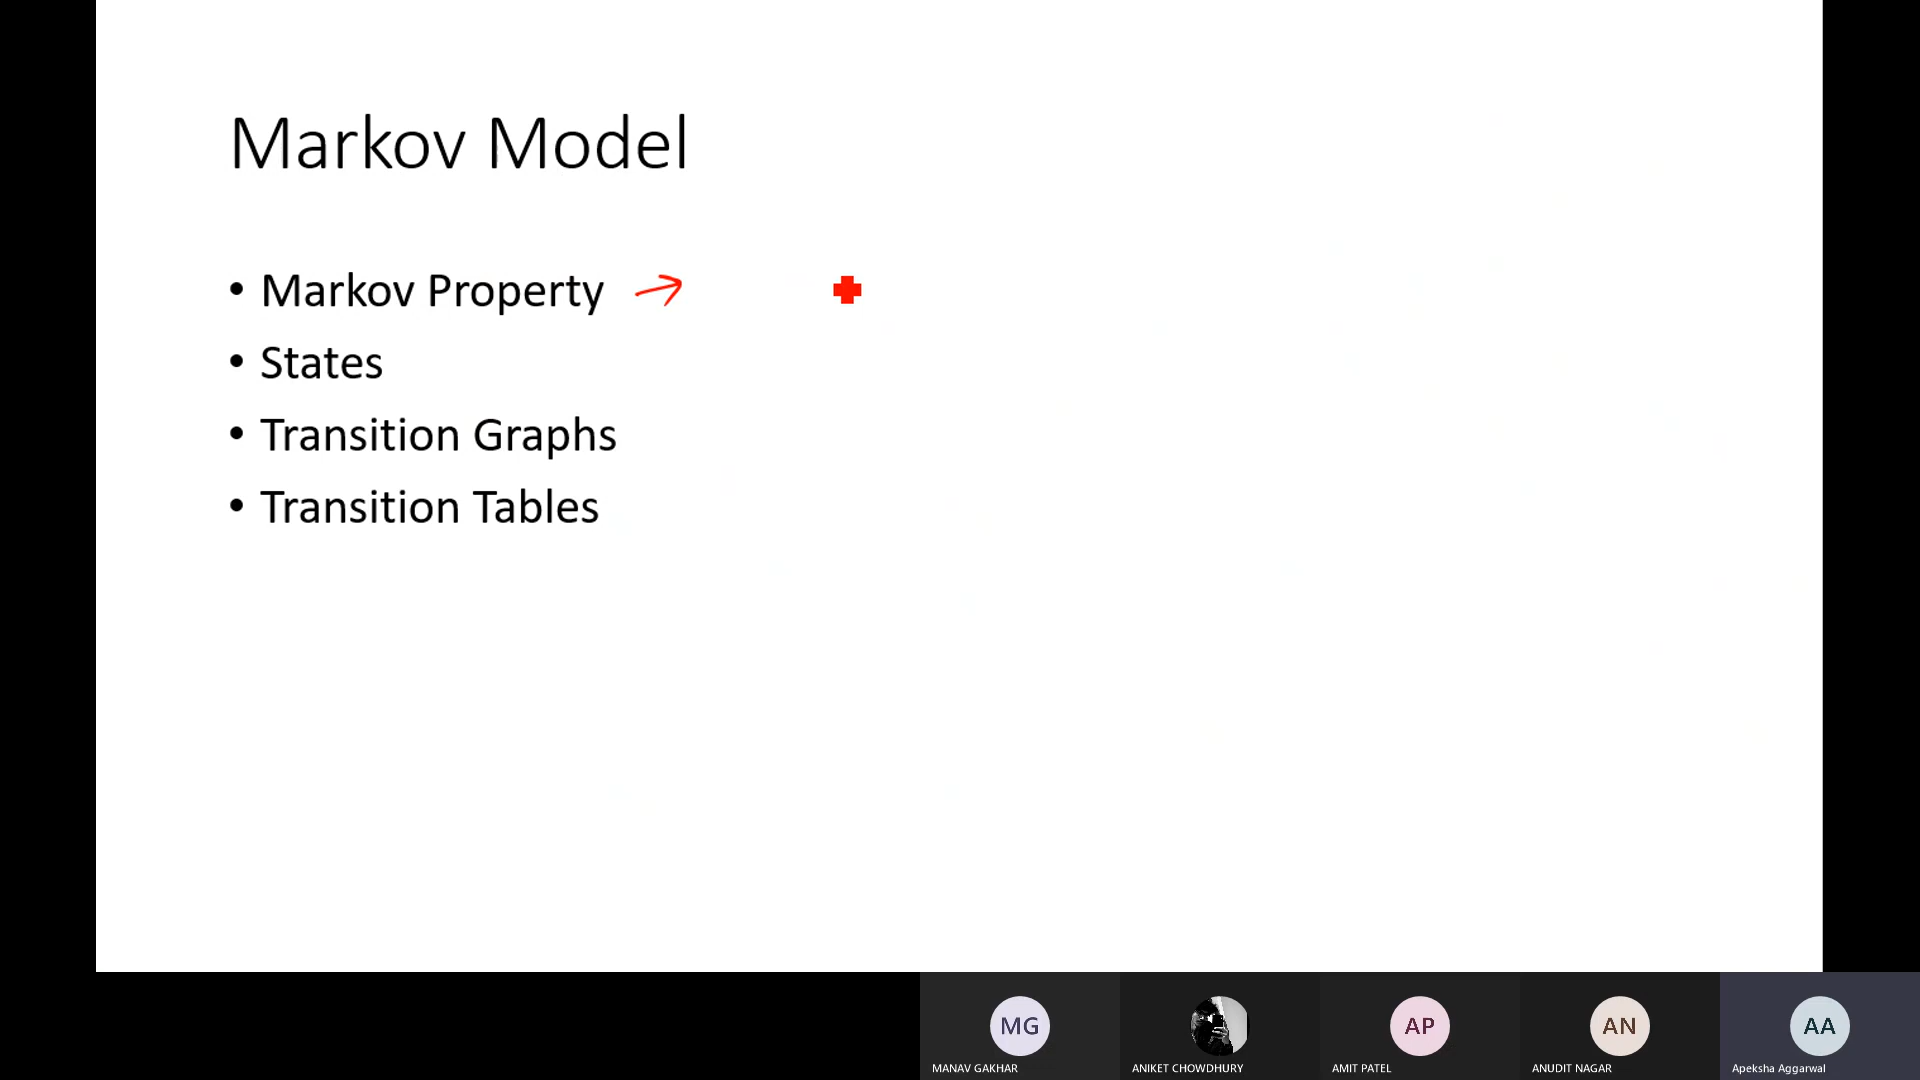 Markov Model
• Markov Property
• States
• Transition Graphs
• Transition Tables
MG
AP
AN
AA
MANAV GAKHAR
ANIKET CHOWDHURY
AMIT PATEL
ANUDIT NAGAR
Apeksha Aggarwal